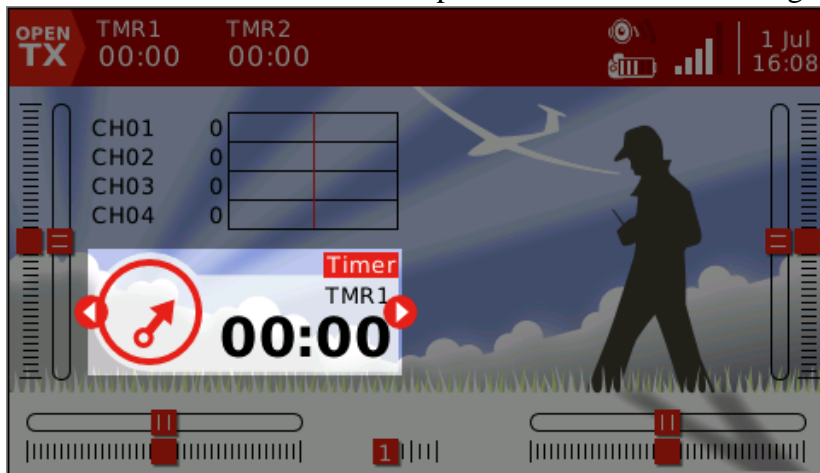 OPEN
TX
TMR1
00:00
TMR2
00:00
1 Jul
16:08
CH01 0
CH02 0
CH03 0
CH04 0
Timer
TMR1
00:00
1